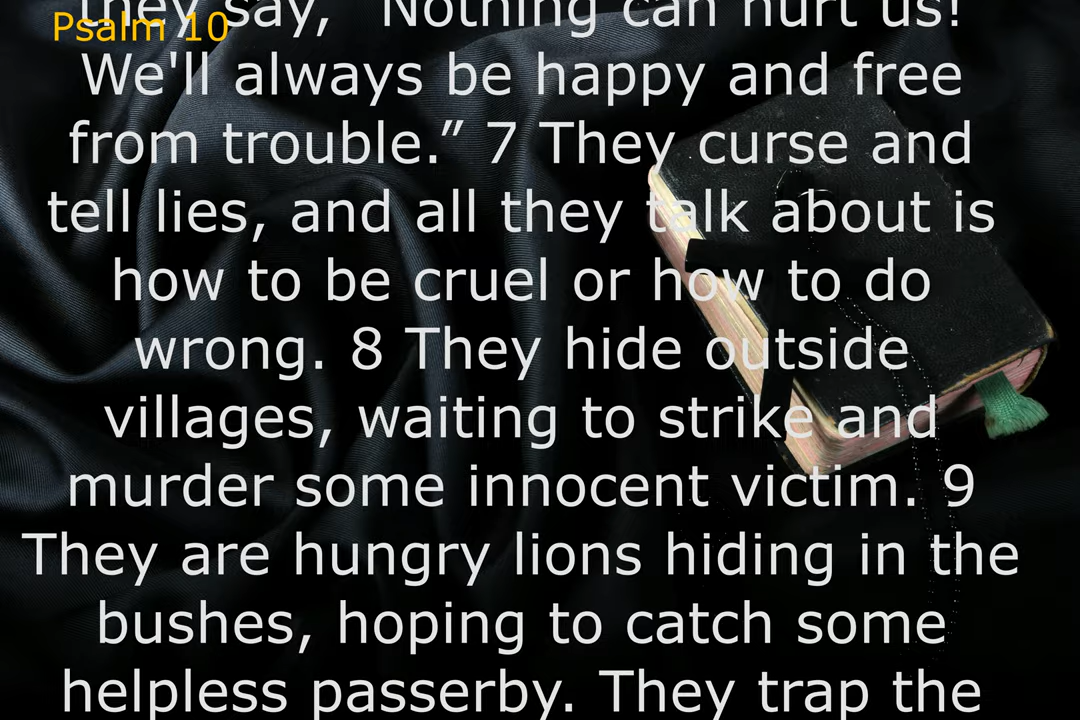 Psalm 10
they say, “Nothing can hurt us!
We'll always be happy and free
from trouble.” 7 They curse and
tell lies, and all they talk about is
how to be cruel or how to do
wrong. 8 They hide outside
villages, waiting to strike and
murder some innocent victim. 9
They are hungry lions hiding in the
bushes, hoping to catch some
helpless passerby. They trap the